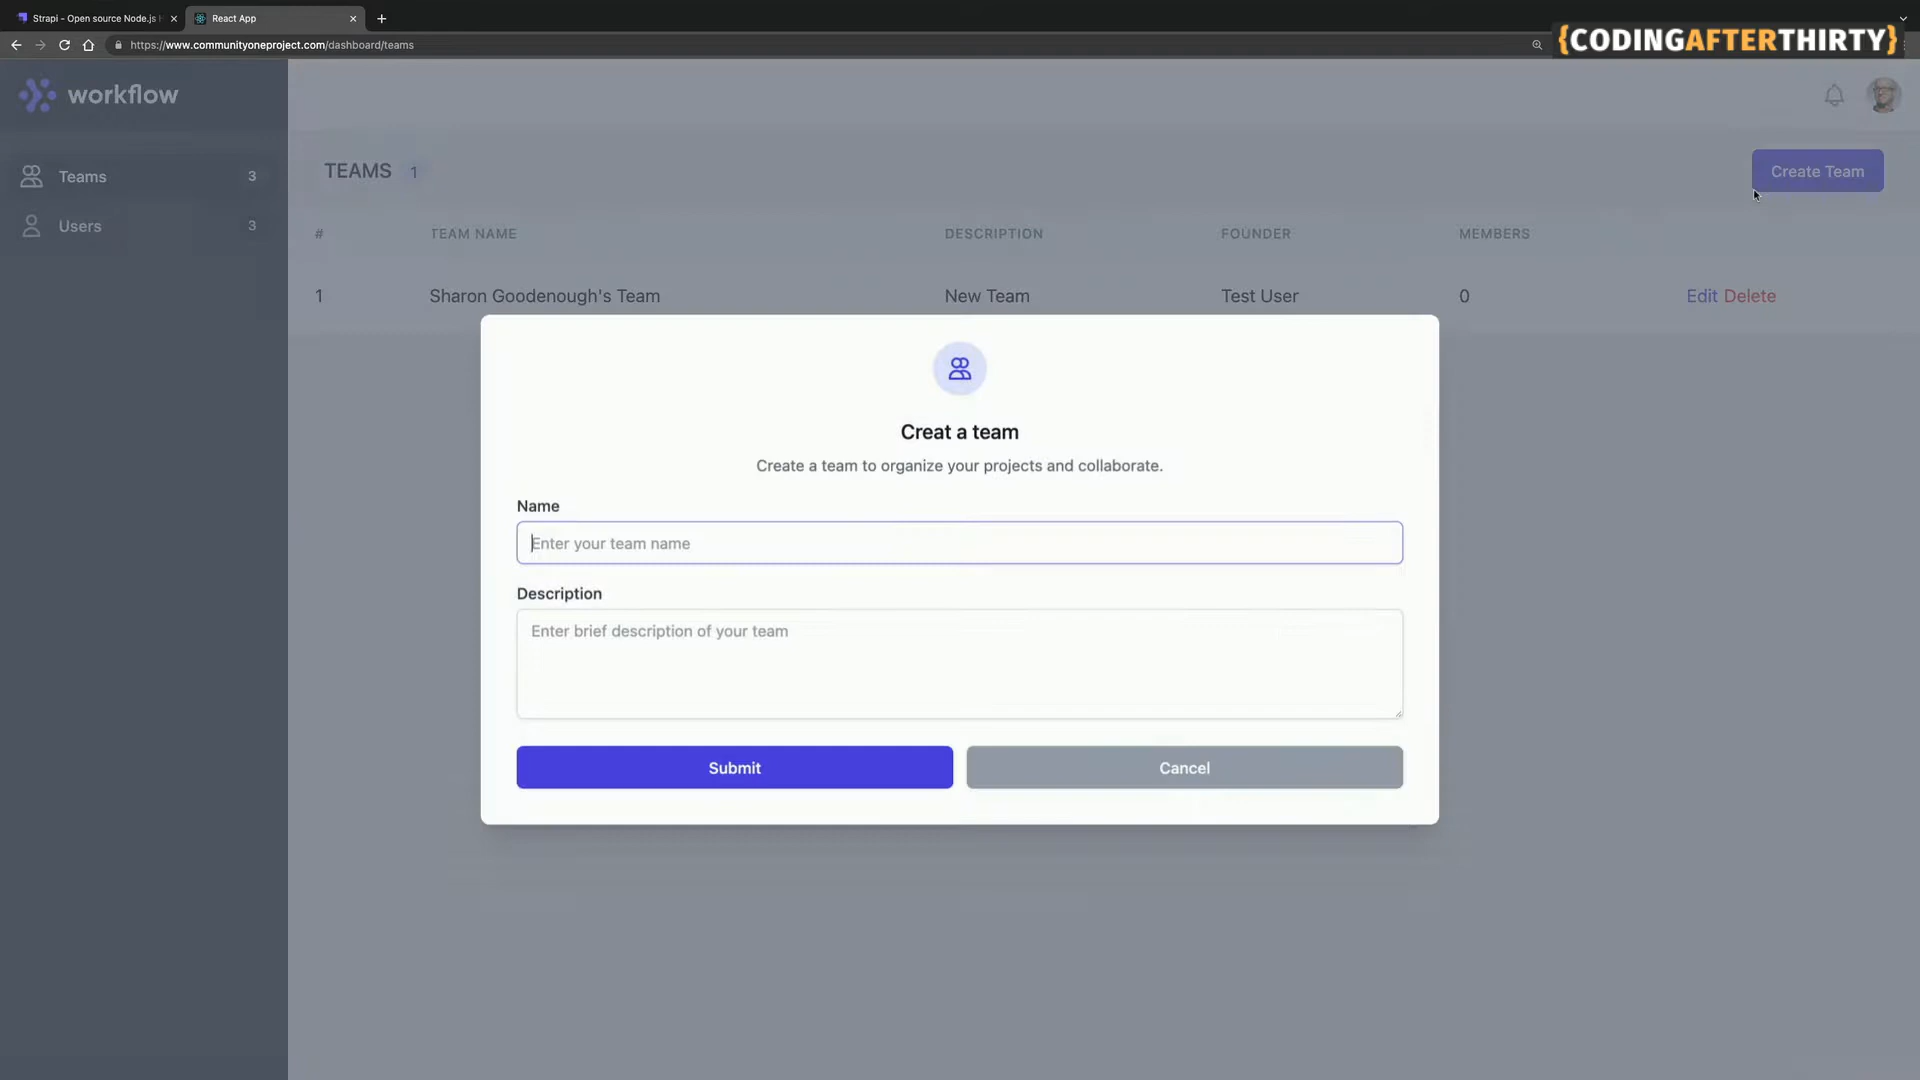 Strapi - Open source Node.js
React App
https://www.communityoneproject.com/dashboard/teams
{CODINGAFTERTHIRTY}
workflow
Teams 3
Users 3
TEAMS 1
Create Team
# TEAM NAME DESCRIPTION FOUNDER MEMBERS
1 Sharon Goodenough's Team New Team Test User 0 Edit Delete
Creat a team
Create a team to organize your projects and collaborate.
Name
Enter your team name
Description
Enter brief description of your team
Submit
Cancel